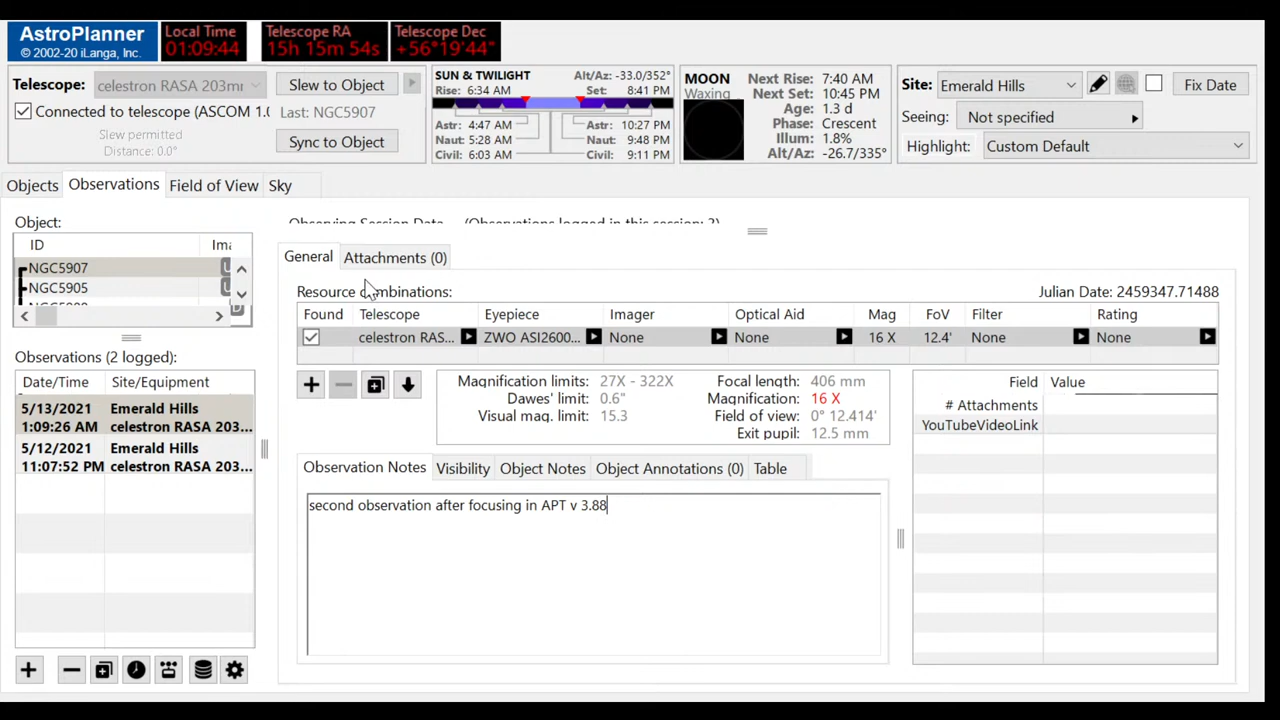 AstroPlanner
© 2002-20 iLanga, Inc.
Local Time
01:09:44
Telescope RA
15h 15m 54s
Telescope Dec
+56°19'44"
Telescope:
celestron RASA 203m
Slew to Object
Connected to telescope (ASCOM 1.0
Last: NGC5907
Slew permitted
Distance: 0.0°
Sync to Object
SUN & TWILIGHT
Alt/Az: -33.0/352°
Rise: 6:34 AM
Set: 8:41 PM
Astr: 4:47 AM
Astr: 10:27 PM
Naut: 5:28 AM
Naut: 9:48 PM
Civil: 6:03 AM
Civil: 9:11 PM
MOON
Waxing
Next Rise: 7:40 AM
Next Set: 10:45 PM
Age: 1.3 d
Phase: Crescent
Illum: 1.8%
Alt/Az: -26.7/335°
Site: Emerald Hills
Fix Date
Seeing: Not specified
Highlight: Custom Default
Objects
Observations
Field of View
Sky
Object:
ID
NGC5907
NGC5905
Observing Session Data (Observations logged in this session: 2)
General
Attachments (0)
Resource combinations:
Julian Date: 2459347.71488
Found Telescope Eyepiece Imager Optical Aid Mag FoV Filter Rating
celestron RAS... ZWO ASI2600... None None 16 X 12.4' None None
Observations (2 logged):
Date/Time Site/Equipment
5/13/2021 Emerald Hills
1:09:26 AM celestron RASA 203...
5/12/2021 Emerald Hills
11:07:52 PM celestron RASA 203...
Magnification limits: 27X - 322X
Dawes' limit: 0.6"
Visual mag. limit: 15.3
Focal length: 406 mm
Magnification: 16 X
Field of view: 0° 12.414'
Exit pupil: 12.5 mm
Field Value
# Attachments
YouTubeVideoLink
Observation Notes
Visibility
Object Notes
Object Annotations (0)
Table
second observation after focusing in APT v 3.88